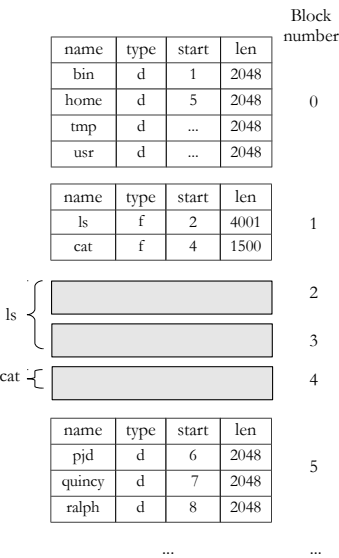 Block
number
name type start len
bin d 1 2048
home d 5 2048 0
tmp d ... 2048
usr d ... 2048
name type start len
ls f 2 4001 1
cat f 4 1500
2
ls
3
cat 4
name type start len
pjd d 6 2048
quincy d 7 2048 5
ralph d 8 2048
... ...